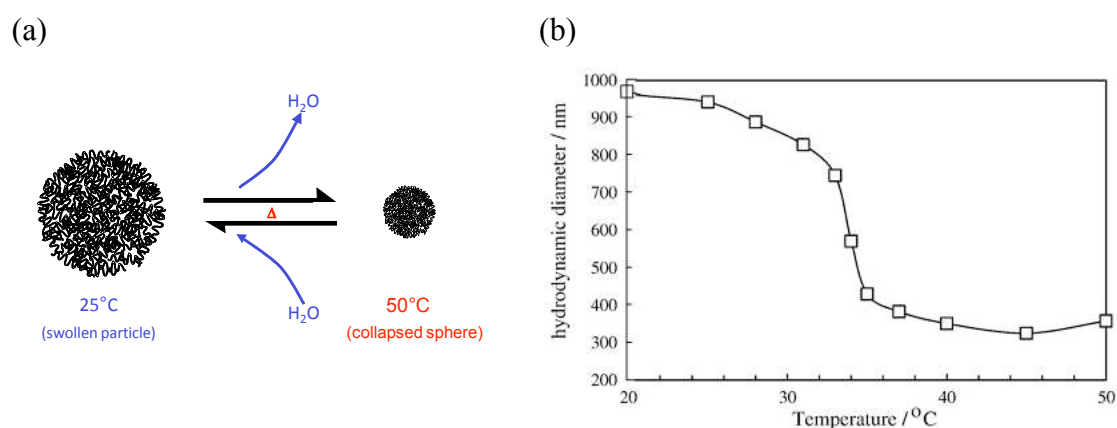 (a)
H₂O
Δ
H₂O
25°C
(swollen particle)
50°C
(collapsed sphere)
(b)
hydrodynamic diameter / nm
1000
900
800
700
600
500
400
300
200
20
30
40
50
Temperature / °C